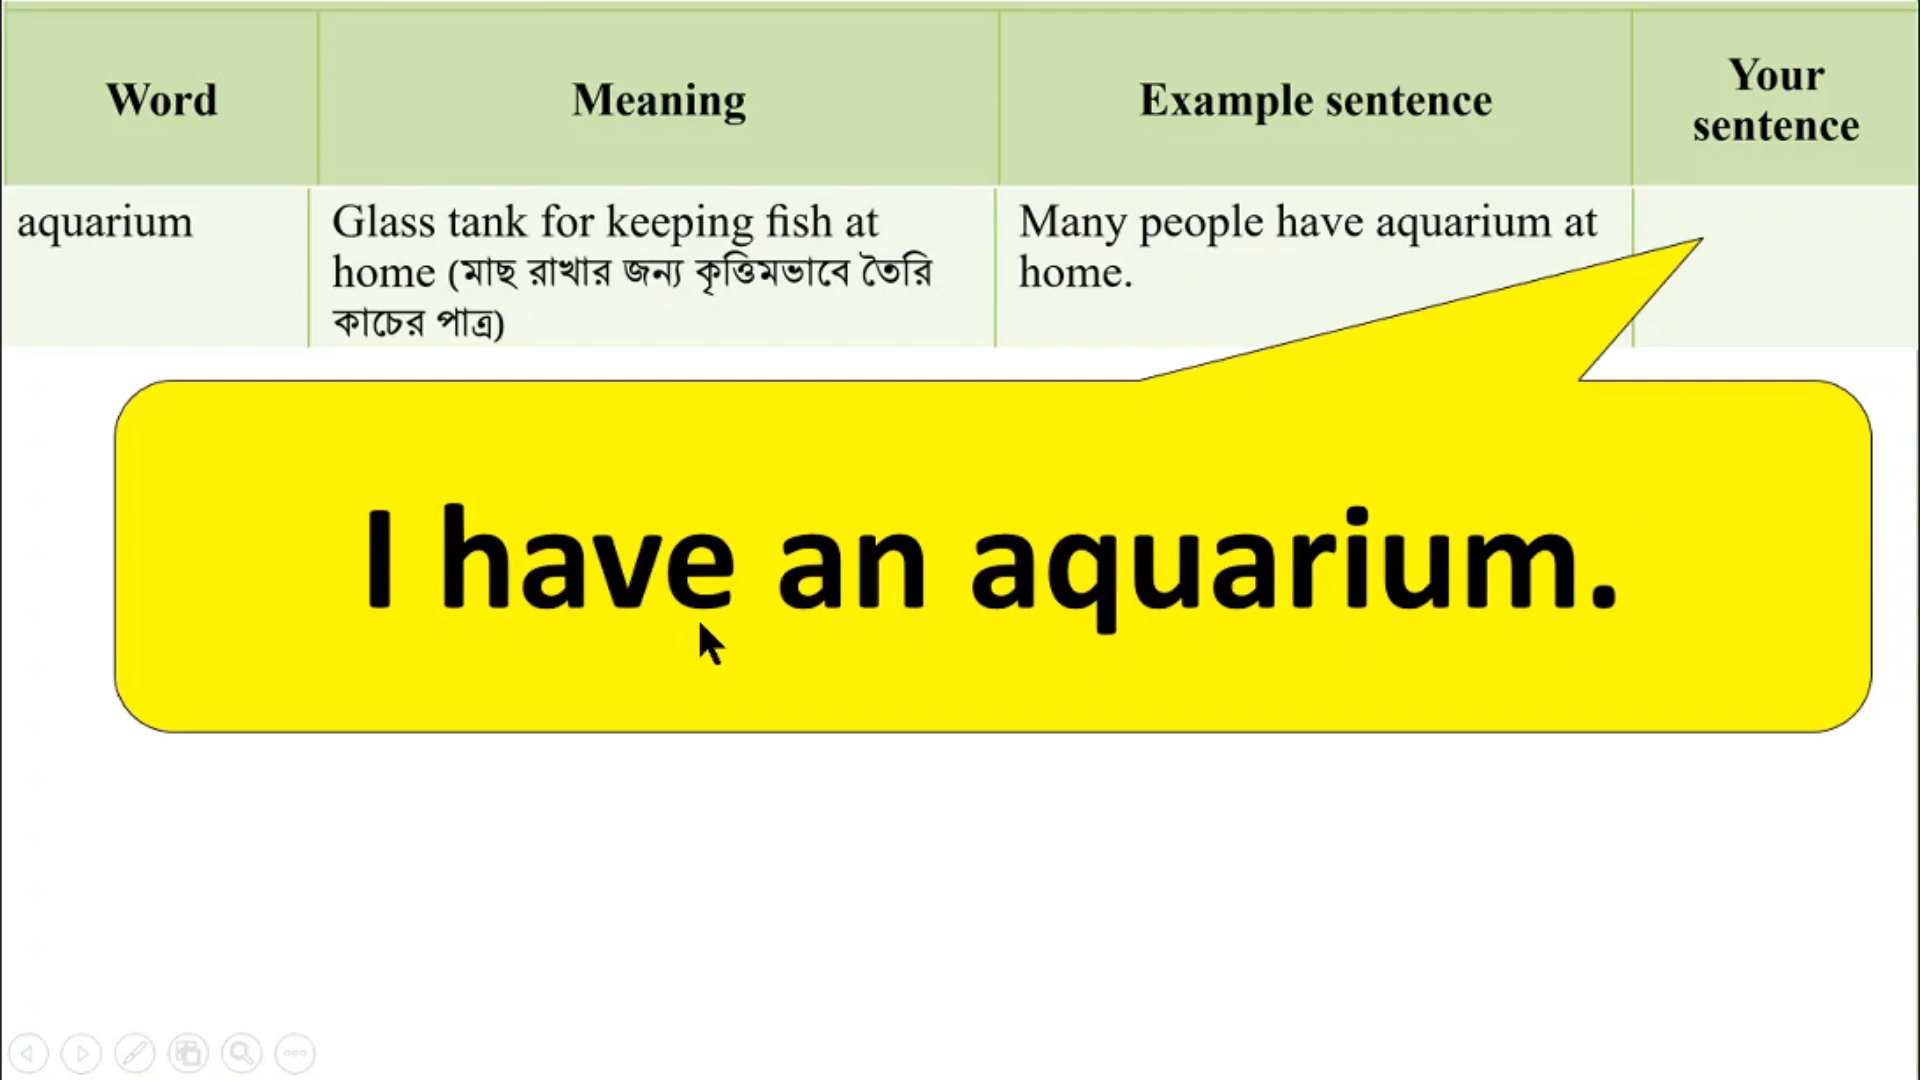 Word
Meaning
Example sentence
Your
sentence
aquarium
Glass tank for keeping fish at
home (মাছ রাখার জন্য কৃত্তিমভাবে তৈরি
কাচের পাত্র)
Many people have aquarium at
home.
I have an aquarium.